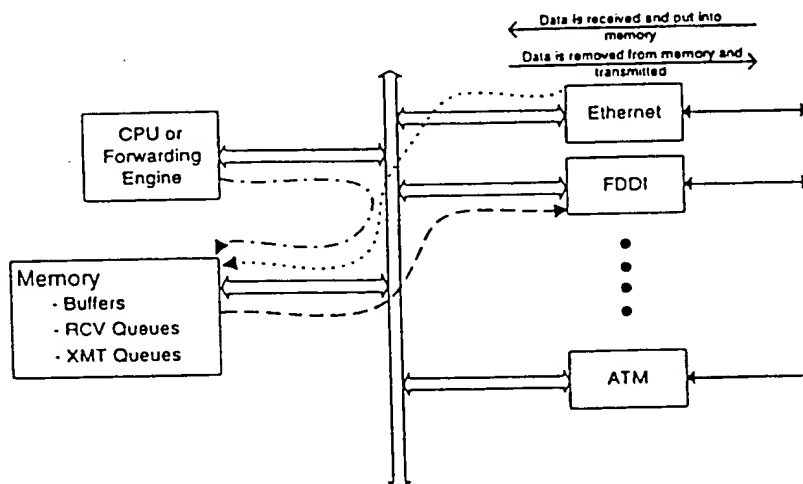 Data is received and put into
memory
Data is removed from memory and
transmitted
CPU or
Forwarding
Engine
Ethernet
FDDI
Memory
- Buffers
- RCV Queues
- XMT Queues
ATM